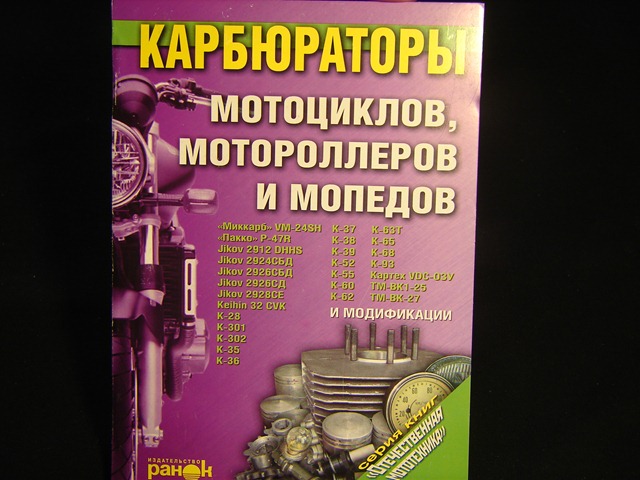 КАРБЮРАТОРЫ
МОТОЦИКЛОВ,
МОТОРОЛЛЕРОВ
И МОПЕДОВ
«Миккарб» VM-24SH
«Пакко» P-47R
Jikov 2912 DHHS
Jikov 2924СБД
Jikov 2926СБД
Jikov 2926СД
Jikov 2928CE
Keihin 32 CVK
К-28
К-301
К-302
К-35
К-36
К-37
К-38
К-39
К-52
К-55
К-60
К-62
К-63Т
К-65
К-68
К-93
Картех VDC-03У
ТМ-ВК1-25
ТМ-ВК-27
И МОДИФИКАЦИИ
серия книг
«ОТЕЧЕСТВЕННАЯ
МОТОТЕХНИКА»
ИЗДАТЕЛЬСТВО
РАНОК